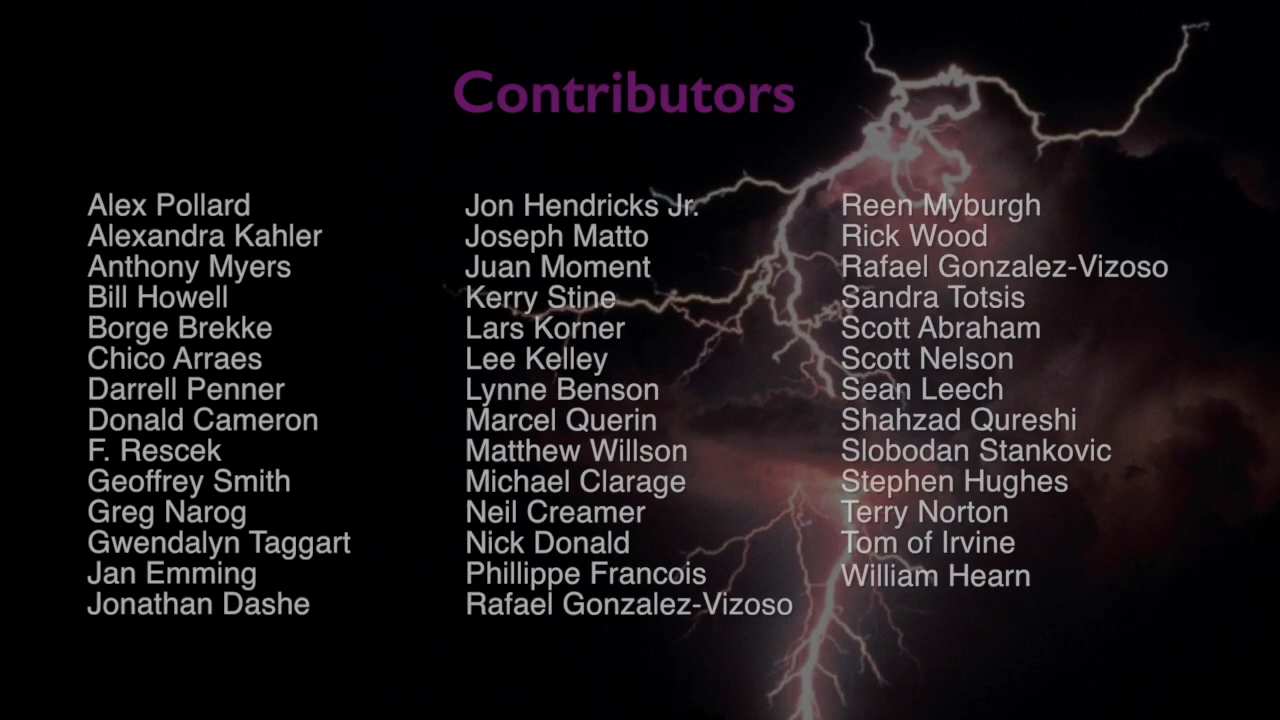 Contributors
Alex Pollard
Alexandra Kahler
Anthony Myers
Bill Howell
Borge Brekke
Chico Arraes
Darrell Penner
Donald Cameron
F. Rescek
Geoffrey Smith
Greg Narog
Gwendalyn Taggart
Jan Emming
Jonathan Dashe
Jon Hendricks Jr.
Joseph Matto
Juan Moment
Kerry Stine
Lars Korner
Lee Kelley
Lynne Benson
Marcel Querin
Matthew Willson
Michael Clarage
Neil Creamer
Nick Donald
Phillippe Francois
Rafael Gonzalez-Vizoso
Reen Myburgh
Rick Wood
Rafael Gonzalez-Vizoso
Sandra Totsis
Scott Abraham
Scott Nelson
Sean Leech
Shahzad Qureshi
Slobodan Stankovic
Stephen Hughes
Terry Norton
Tom of Irvine
William Hearn